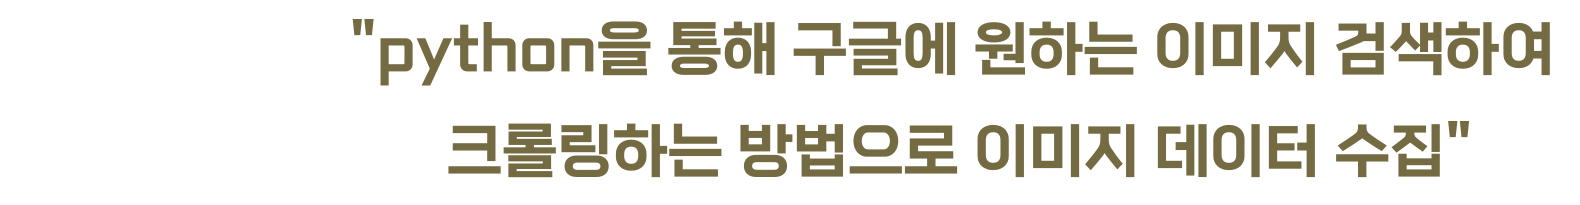 "python을 통해 구글에 원하는 이미지 검색하여
크롤링하는 방법으로 이미지 데이터 수집"